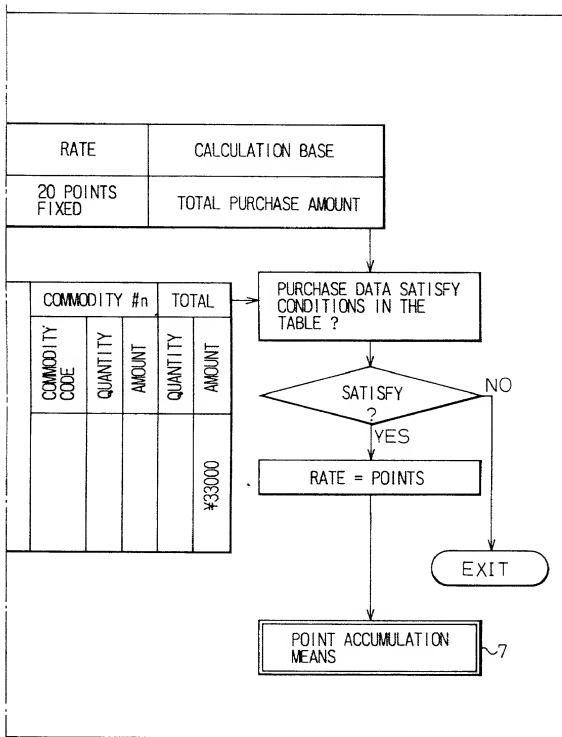 RATE
CALCULATION BASE
20 POINTS
FIXED
TOTAL PURCHASE AMOUNT
COMMODITY #n
TOTAL
COMMODITY
CODE
QUANTITY
AMOUNT
QUANTITY
AMOUNT
¥33000
PURCHASE DATA SATISFY
CONDITIONS IN THE
TABLE ?
SATISFY
?
NO
YES
RATE = POINTS
EXIT
POINT ACCUMULATION
MEANS
7